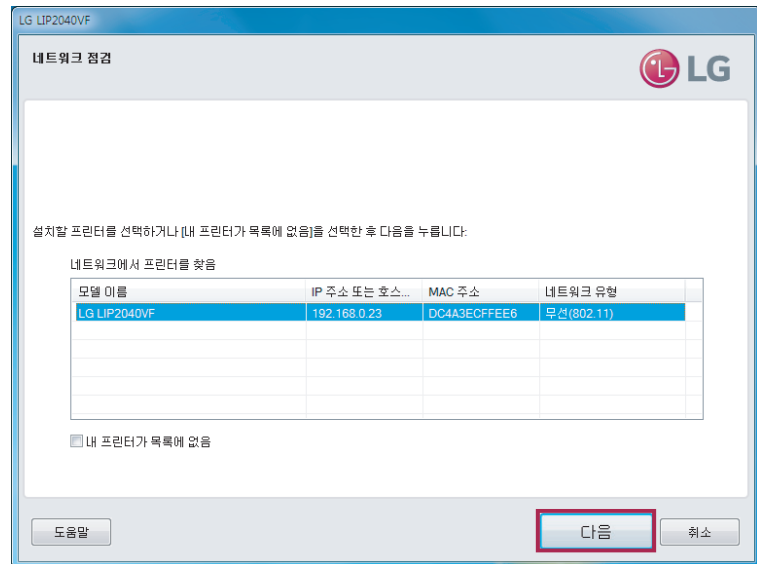 LG LIP2040VF
네트워크 점검
LG
설치할 프린터를 선택하거나 [내 프린터가 목록에 없음]을 선택한 후 다음을 누릅니다:
네트워크에서 프린터를 찾음
모델 이름 IP 주소 또는 호스... MAC 주소 네트워크 유형
LG LIP2040VF 192.168.0.23 DC4A3ECFFEE6 무선(802.11)
내 프린터가 목록에 없음
도움말 다음 취소